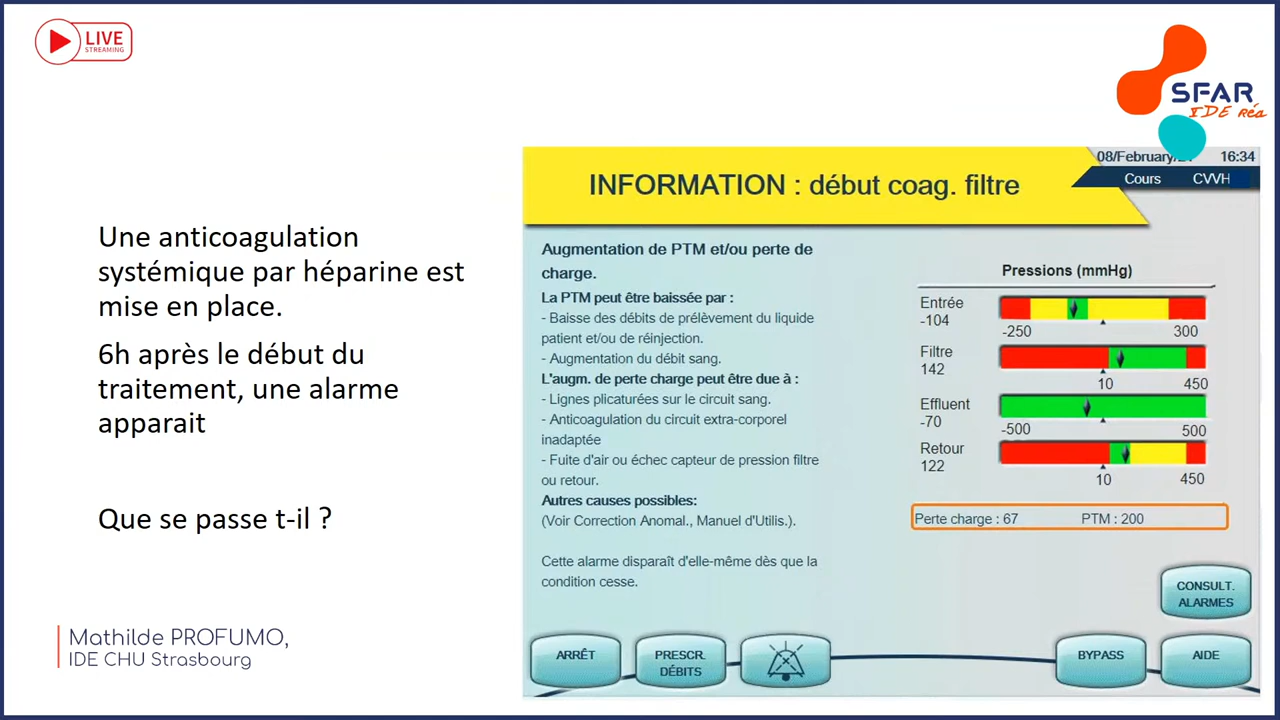 LIVE
STREAMING
SFAR
IDE réa
Une anticoagulation
systémique par héparine est
mise en place.
6h après le début du
traitement, une alarme
apparait
Que se passe t-il ?
Mathilde PROFUMO,
IDE CHU Strasbourg
08/February/
16:34
Cours
CVVH
INFORMATION : début coag. filtre
Augmentation de PTM et/ou perte de
charge.
La PTM peut être baissée par :
- Baisse des débits de prélèvement du liquide
patient et/ou de réinjection.
- Augmentation du débit sang.
L'augm. de perte charge peut être due à :
- Lignes plicaturées sur le circuit sang.
- Anticoagulation du circuit extra-corporel
inadaptée
- Fuite d'air ou échec capteur de pression filtre
ou retour.
Autres causes possibles:
(Voir Correction Anomal., Manuel d'Utilis.).
Cette alarme disparaît d'elle-même dès que la
condition cesse.
Pressions (mmHg)
Entrée
-104
-250
300
Filtre
142
10
450
Effluent
-70
-500
500
Retour
122
10
450
Perte charge : 67
PTM : 200
CONSULT.
ALARMES
ARRÊT
PRESCR.
DÉBITS
BYPASS
AIDE